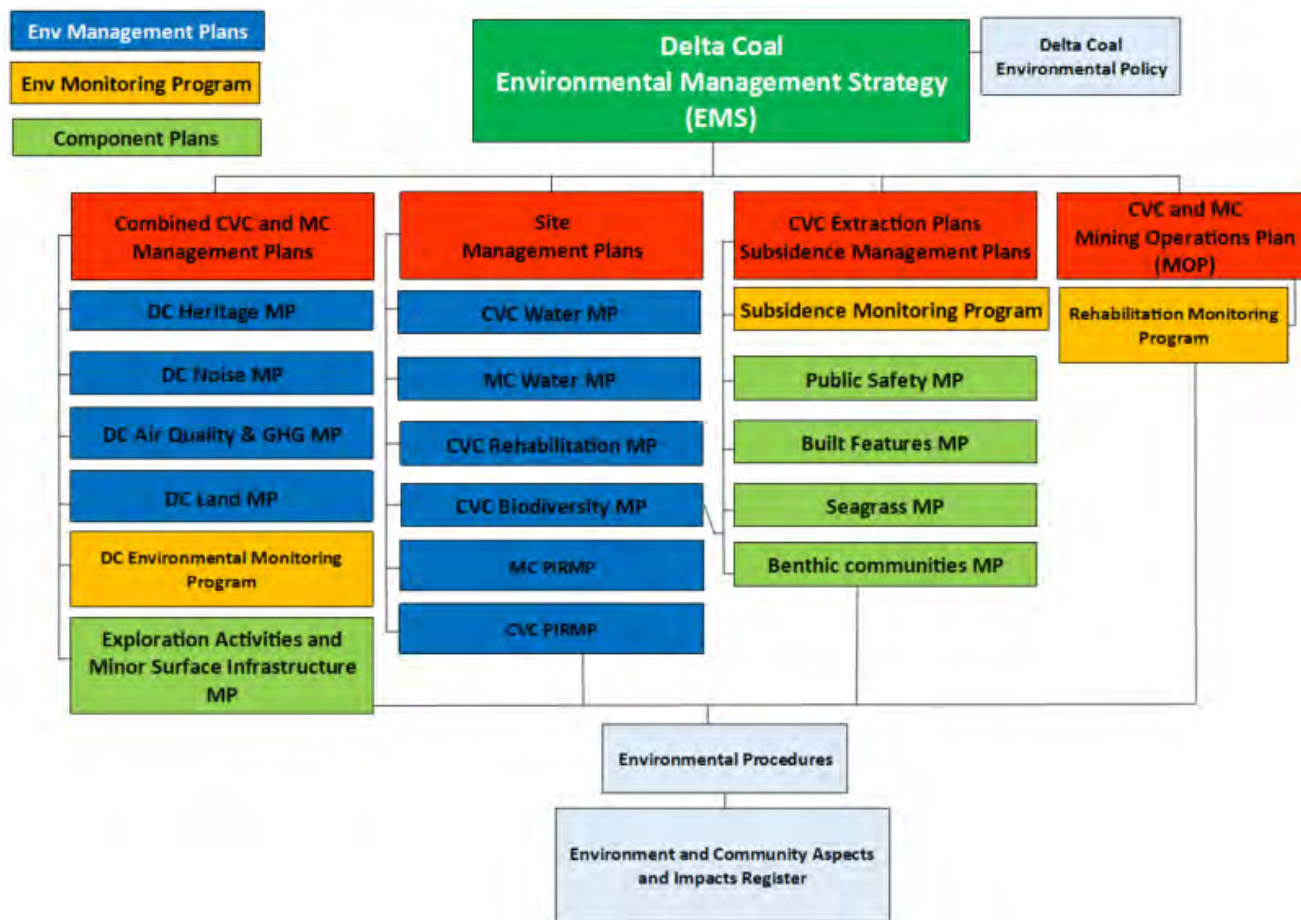 Env Management Plans
Env Monitoring Program
Component Plans
Delta Coal
Environmental Management Strategy
(EMS)
Delta Coal
Environmental Policy
Combined CVC and MC
Management Plans
DC Heritage MP
DC Noise MP
DC Air Quality & GHG MP
DC Land MP
DC Environmental Monitoring
Program
Exploration Activities and
Minor Surface Infrastructure
MP
Site
Management Plans
CVC Water MP
MC Water MP
CVC Rehabilitation MP
CVC Biodiversity MP
MC PIRMP
CVC PIRMP
CVC Extraction Plans
Subsidence Management Plans
Subsidence Monitoring Program
Public Safety MP
Built Features MP
Seagrass MP
Benthic communities MP
CVC and MC
Mining Operations Plan
(MOP)
Rehabilitation Monitoring
Program
Environmental Procedures
Environment and Community Aspects
and Impacts Register